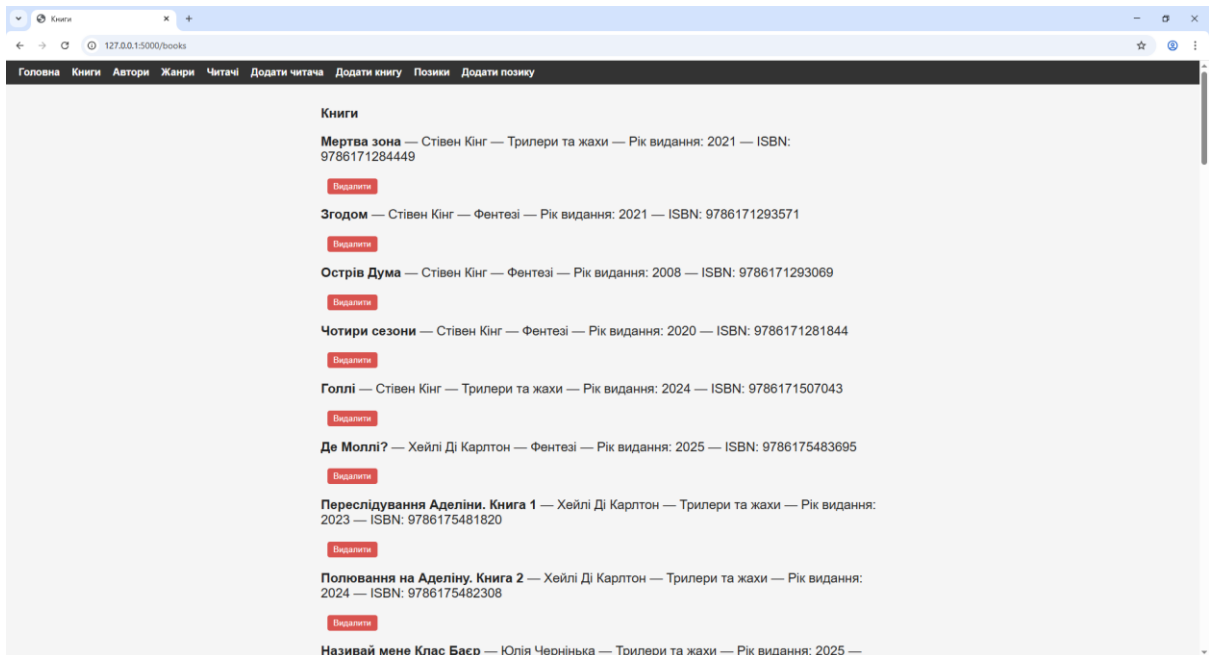 Книги
127.0.0.1:5000/books
Головна Книги Автори Жанри Читачі Додати читача Додати книгу Позики Додати позику
Книги
Мертва зона — Стівен Кінг — Трилери та жахи — Рік видання: 2021 — ISBN:
9786171284449
Видалити
Згодом — Стівен Кінг — Фентезі — Рік видання: 2021 — ISBN: 9786171293571
Видалити
Острів Дума — Стівен Кінг — Фентезі — Рік видання: 2008 — ISBN: 9786171293069
Видалити
Чотири сезони — Стівен Кінг — Фентезі — Рік видання: 2020 — ISBN: 9786171281844
Видалити
Голлі — Стівен Кінг — Трилери та жахи — Рік видання: 2024 — ISBN: 9786171507043
Видалити
Де Моллі? — Хейлі Ді Карлтон — Фентезі — Рік видання: 2025 — ISBN: 9786175483695
Видалити
Переслідування Аделіни. Книга 1 — Хейлі Ді Карлтон — Трилери та жахи — Рік видання:
2023 — ISBN: 9786175481820
Видалити
Полювання на Аделіну. Книга 2 — Хейлі Ді Карлтон — Трилери та жахи — Рік видання:
2024 — ISBN: 9786175482308
Видалити
Називай мене Клас Баєр — Юлія Чернінька — Трилери та жахи — Рік видання: 2025 —